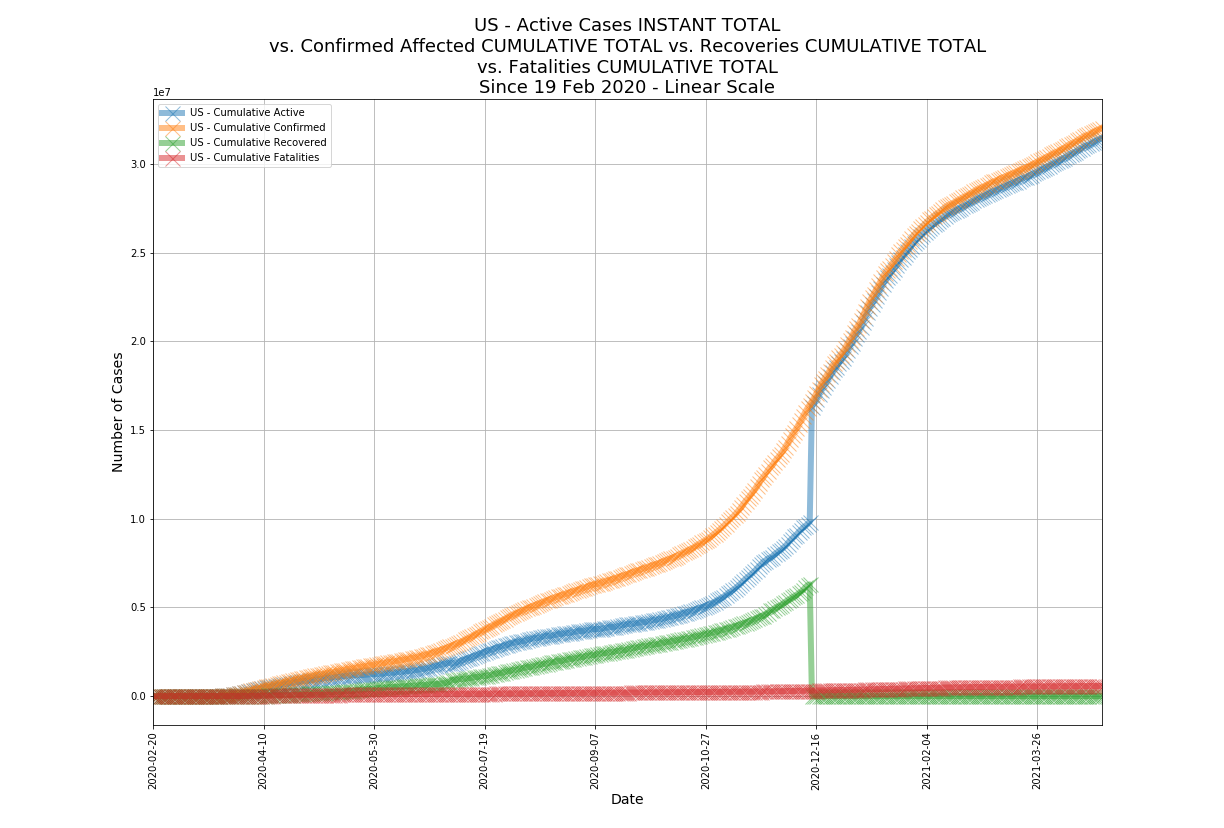 US - Active Cases INSTANT TOTAL
vs. Confirmed Affected CUMULATIVE TOTAL vs. Recoveries CUMULATIVE TOTAL
vs. Fatalities CUMULATIVE TOTAL
Since 19 Feb 2020 - Linear Scale
1e7
US - Cumulative Active
US - Cumulative Confirmed
US - Cumulative Recovered
US - Cumulative Fatalities
3.0
2.5
2.0
1.5
1.0
0.5
0.0
Number of Cases
2020-02-20
2020-04-10
2020-05-30
2020-07-19
2020-09-07
2020-10-27
2020-12-16
2021-02-04
2021-03-26
Date